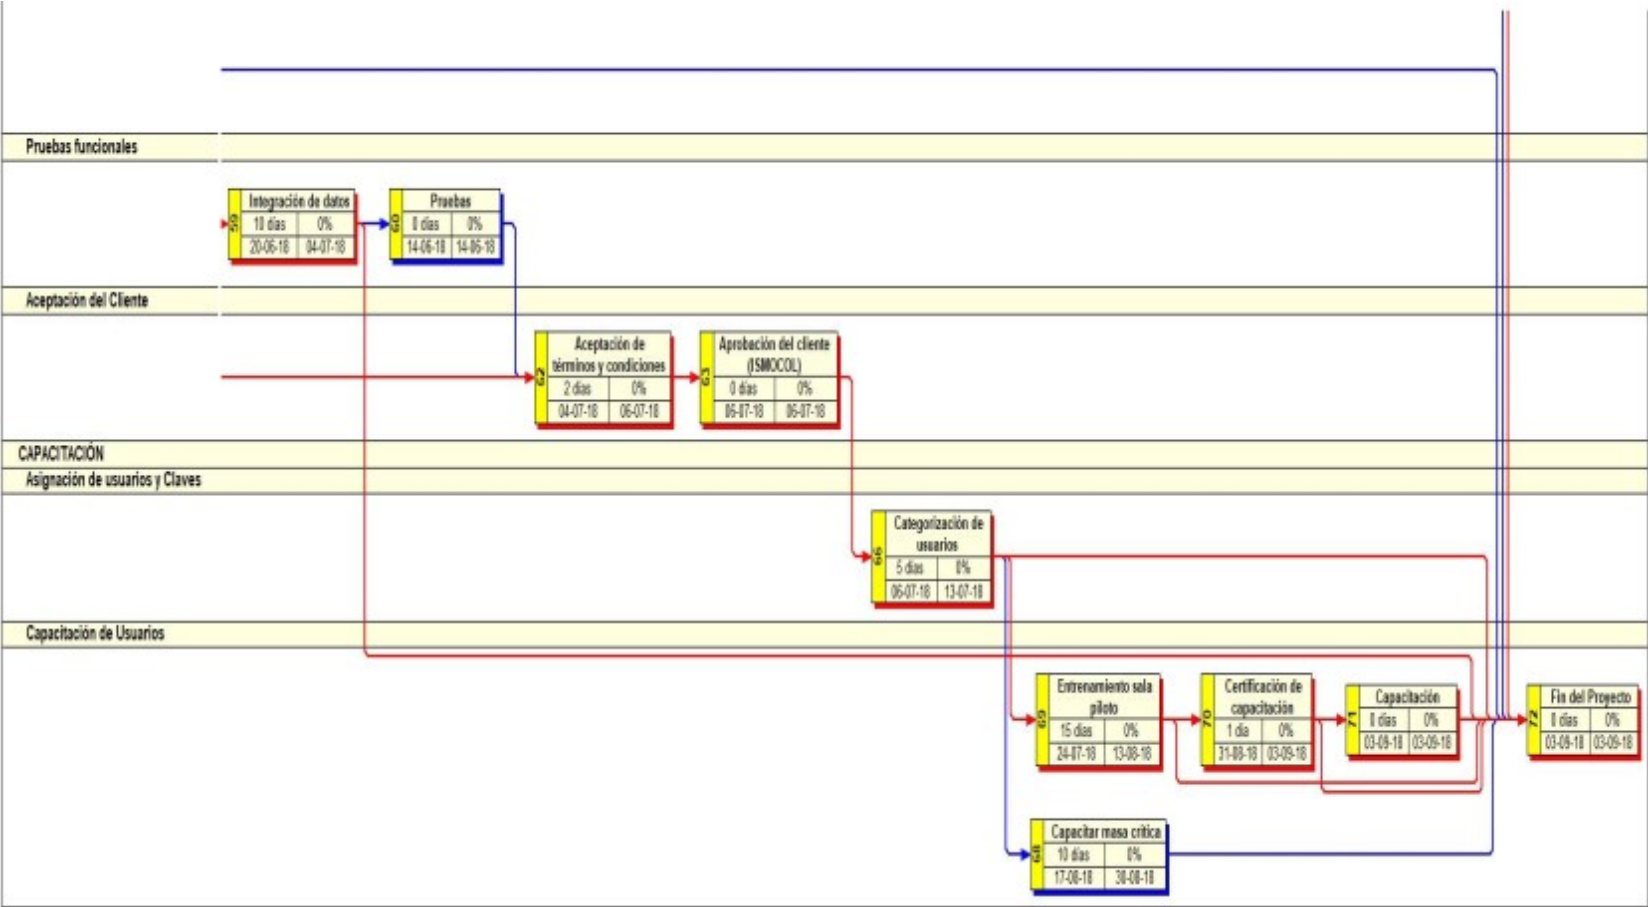 Pruebas funcionales
59
Integración de datos
10 días 0%
20-06-18 04-07-18
60
Pruebas
0 días 0%
14-06-18 14-06-18
Aceptación del Cliente
62
Aceptación de
términos y condiciones
2 días 0%
04-07-18 06-07-18
63
Aprobación del cliente
(ISMOCOL)
0 días 0%
06-07-18 06-07-18
CAPACITACIÓN
Asignación de usuarios y Claves
66
Categorización de
usuarios
5 días 0%
06-07-18 13-07-18
Capacitación de Usuarios
69
Entrenamiento sala
piloto
15 días 0%
24-07-18 13-08-18
70
Certificación de
capacitación
1 día 0%
31-08-18 03-09-18
71
Capacitación
0 días 0%
03-09-18 03-09-18
72
Fin del Proyecto
0 días 0%
03-09-18 03-09-18
68
Capacitar masa crítica
10 días 0%
17-08-18 30-08-18